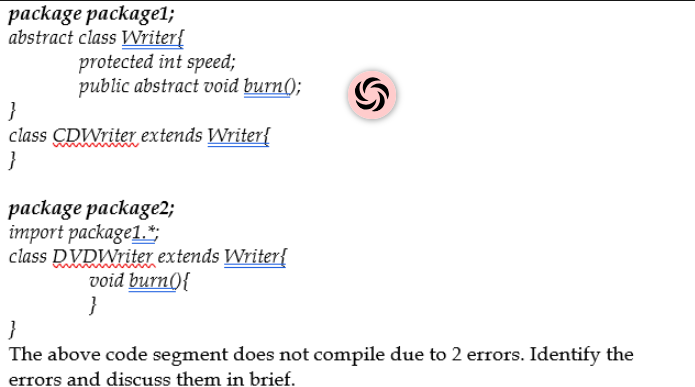 package package1;
abstract class Writer{
protected int speed;
public abstract void burn();
}
class CDWriter extends Writer{
}
package package2;
import package1.*;
class DVDWriter extends Writer{
void burn(){
}
}
The above code segment does not compile due to 2 errors. Identify the
errors and discuss them in brief.